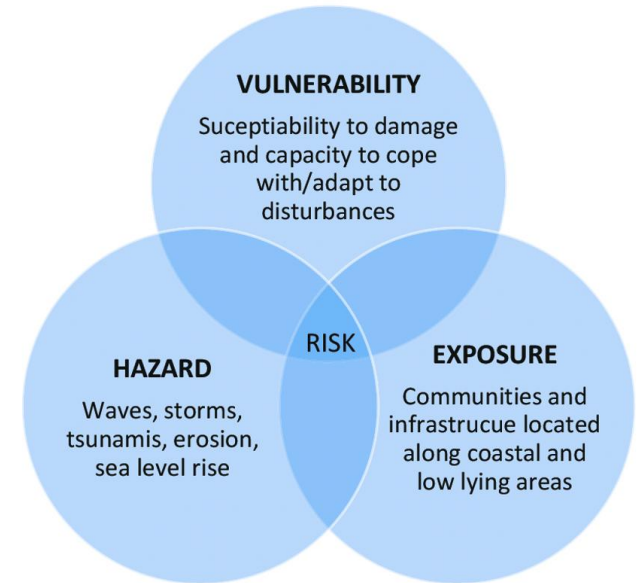 VULNERABILITY
Suceptiability to damage
and capacity to cope
with/adapt to
disturbances
RISK
HAZARD
Waves, storms,
tsunamis, erosion,
sea level rise
EXPOSURE
Communities and
infrastrucue located
along coastal and
low lying areas